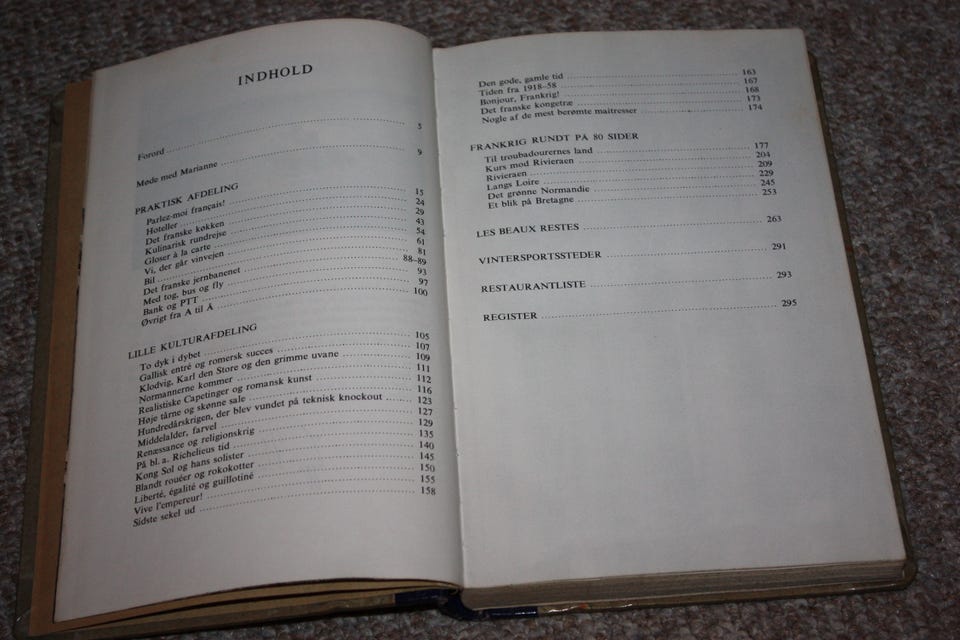 INDHOLD
Forord 5
Møde med Marianne 9
PRAKTISK AFDELING
Parlez-moi français! 15
Hoteller 24
Det franske køkken 29
Kulinarisk rundrejse 43
Gloser à la carte 54
Vi, der går vinvejen 61
Bil 81
Det franske jernbanenet 88–89
Med tog, bus og fly 93
Bank og PTT 97
Øvrigt fra A til Å 100
LILLE KULTURAFDELING
To dyk i dybet 105
Gallisk entré og romersk succes 107
Klodvig, Karl den Store og den grimme uvane 109
Normannerne kommer 111
Realistiske Capetinger og romansk kunst 112
Høje tårne og skønne sale 116
Hundredårskrigen, der blev vundet på teknisk knockout 123
Middelalder, farvel 127
Renæssance og religionskrig 129
På bl. a. Richelieus tid 135
Kong Sol og hans solister 140
Blandt rouéer og rokokotter 145
Liberté, égalité og guillotiné 150
Vive l'empereur! 155
Sidste sekel ud 158
Den gode, gamle tid 163
Tiden fra 1918–58 167
Bonjour, Frankrig! 168
Det franske kongetræ 173
Nogle af de mest berømte maitresser 174
FRANKRIG RUNDT PÅ 80 SIDER
Til troubadourernes land 177
Kurs mod Rivieraen 204
Rivieraen 209
Langs Loire 229
Det grønne Normandie 245
Et blik på Bretagne 253
LES BEAUX RESTES 263
VINTERSPORTSSTEDER 291
RESTAURANTLISTE 293
REGISTER 295